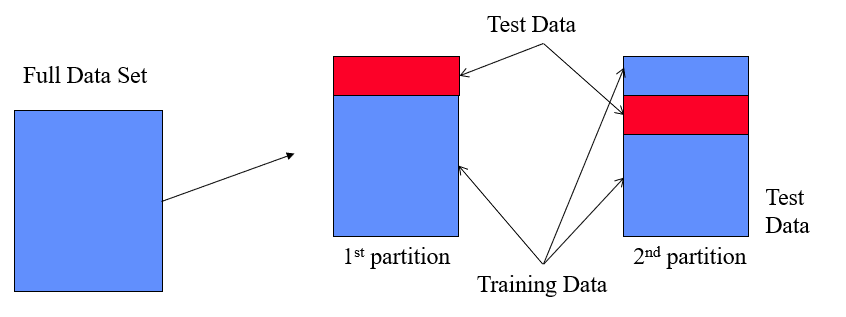 Test Data
Full Data Set
Test
Data
1st partition
2nd partition
Training Data